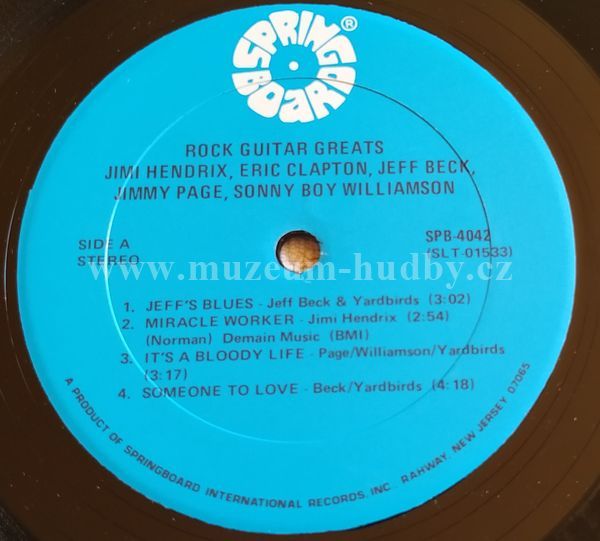 SPRINGBOARD®
ROCK GUITAR GREATS
JIMI HENDRIX, ERIC CLAPTON, JEFF BECK,
JIMMY PAGE, SONNY BOY WILLIAMSON
SIDE A
STEREO
SPB-4042
(SLT-01533)
www.muzeum-hudby.cz
1. JEFF'S BLUES - Jeff Beck & Yardbirds (3:02)
2. MIRACLE WORKER - Jimi Hendrix (2:54)
(Norman) Demain Music (BMI)
3. IT'S A BLOODY LIFE - Page/Williamson/Yardbirds
(3:17)
4. SOMEONE TO LOVE - Beck/Yardbirds (4:18)
A PRODUCT OF SPRINGBOARD INTERNATIONAL RECORDS, INC., RAHWAY, NEW JERSEY 07065